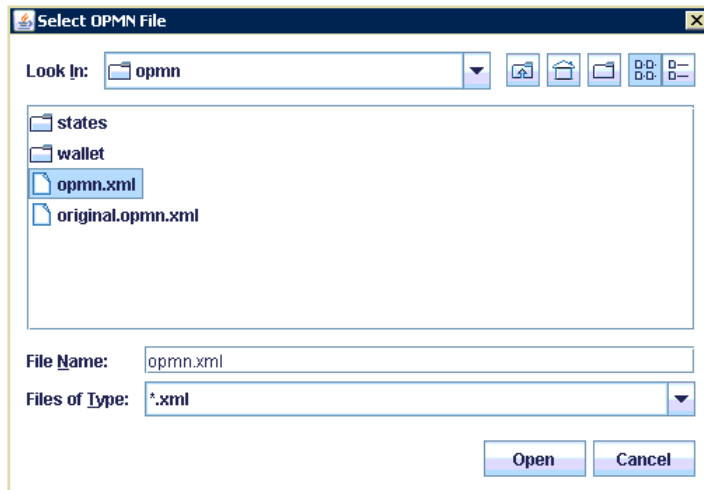 Select OPMN File
Look In: opmn
states
wallet
opmn.xml
original.opmn.xml
File Name: opmn.xml
Files of Type: *.xml
Open Cancel